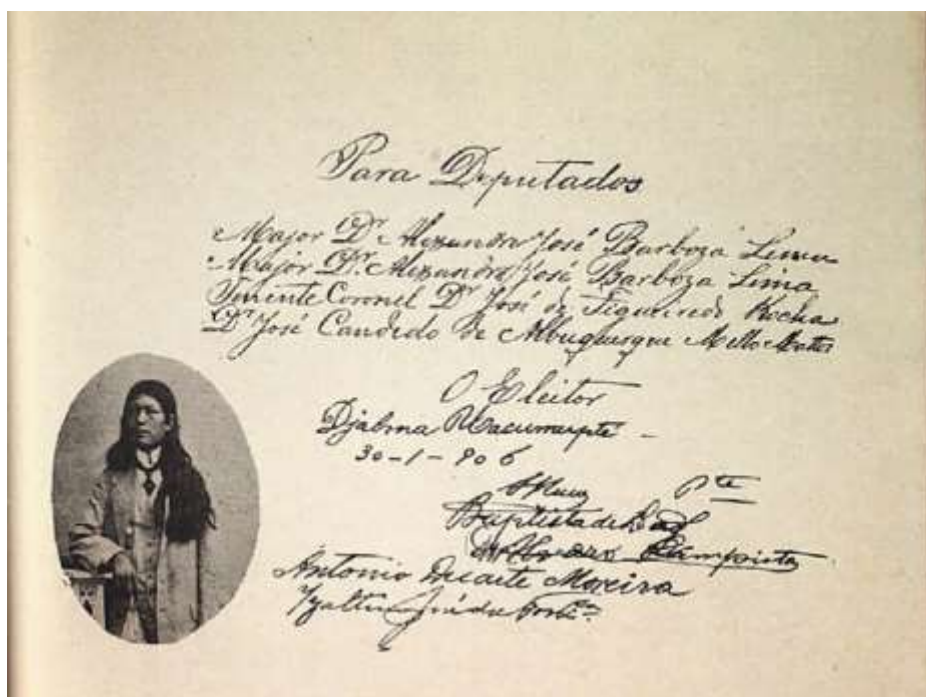 Para Deputados
Major Dr Alexandre José Barboza Lima
Major Dr. Alexandre José Barboza Lima
Tenente Coronel Dr José de Figueiredo Rocha
Dr José Candido de Albuquerque Mello Mattos
O Eleitor
Djalma
30-1-906
Pte
Baptista de
Antonio Duarte Moreira